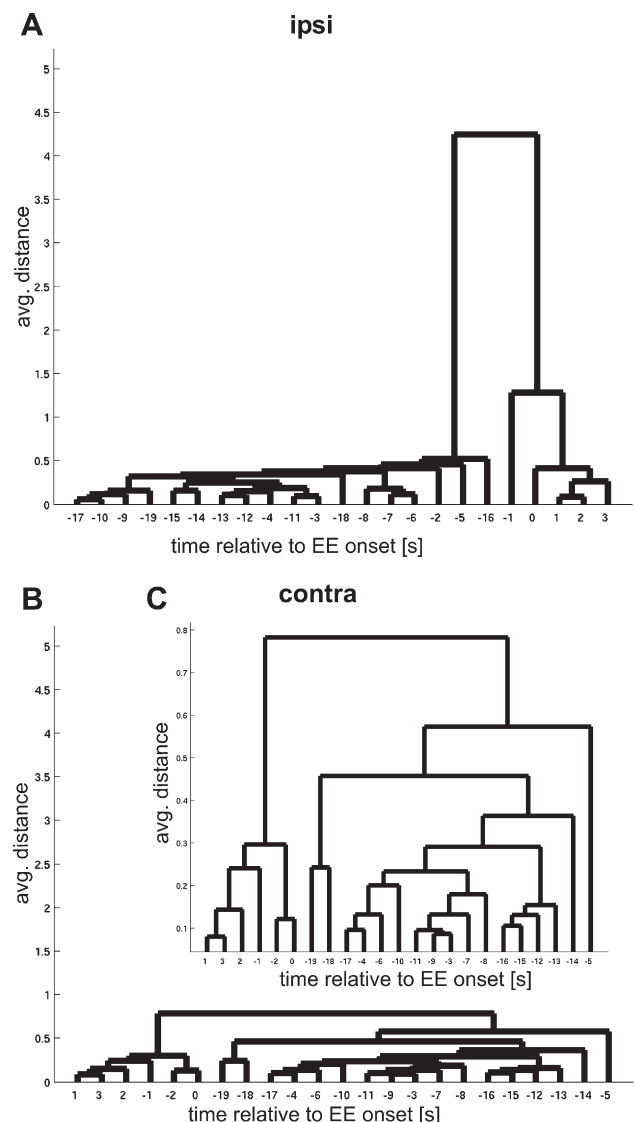 A ipsi
5
4.5
4
3.5
3
2.5
2
1.5
1
0.5
0
avg. distance
-17 -10 -9 -19 -15 -14 -13 -12 -4 -11 -3 -18 -8 -7 -6 -2 -5 -16 -1 0 1 2 3
time relative to EE onset [s]
B C contra
5
4.5
4
3.5
3
2.5
2
1.5
1
0.5
0
avg. distance
0.8
0.7
0.6
0.5
0.4
0.3
0.2
0.1
avg. distance
1 3 2 -1 -2 0 -19 -18 -17 -4 -6 -10 -11 -9 -3 -7 -8 -16 -15 -12 -13 -14 -5
time relative to EE onset [s]
1 3 2 -1 -2 0 -19 -18 -17 -4 -6 -10 -11 -9 -3 -7 -8 -16 -15 -12 -13 -14 -5
time relative to EE onset [s]